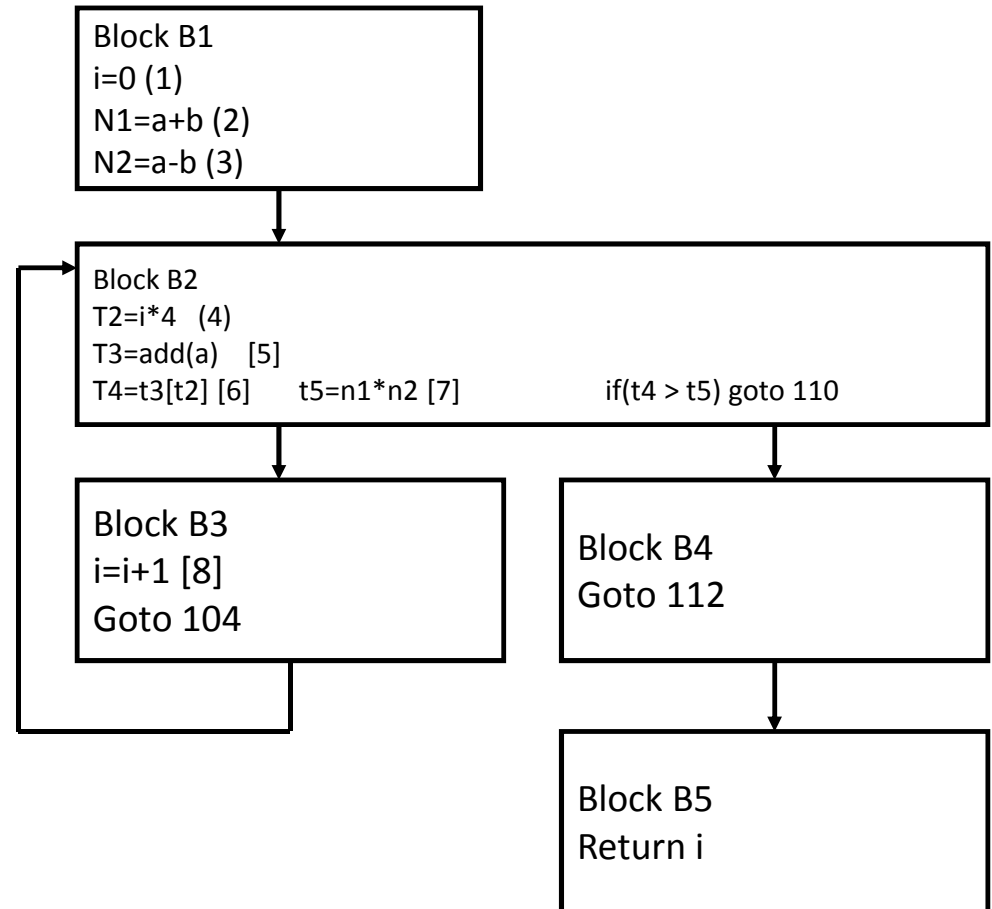 Block B1
i=0 (1)
N1=a+b (2)
N2=a-b (3)
Block B2
T2=i*4 (4)
T3=add(a) [5]
T4=t3[t2] [6] t5=n1*n2 [7] if(t4 > t5) goto 110
Block B3
i=i+1 [8]
Goto 104
Block B4
Goto 112
Block B5
Return i